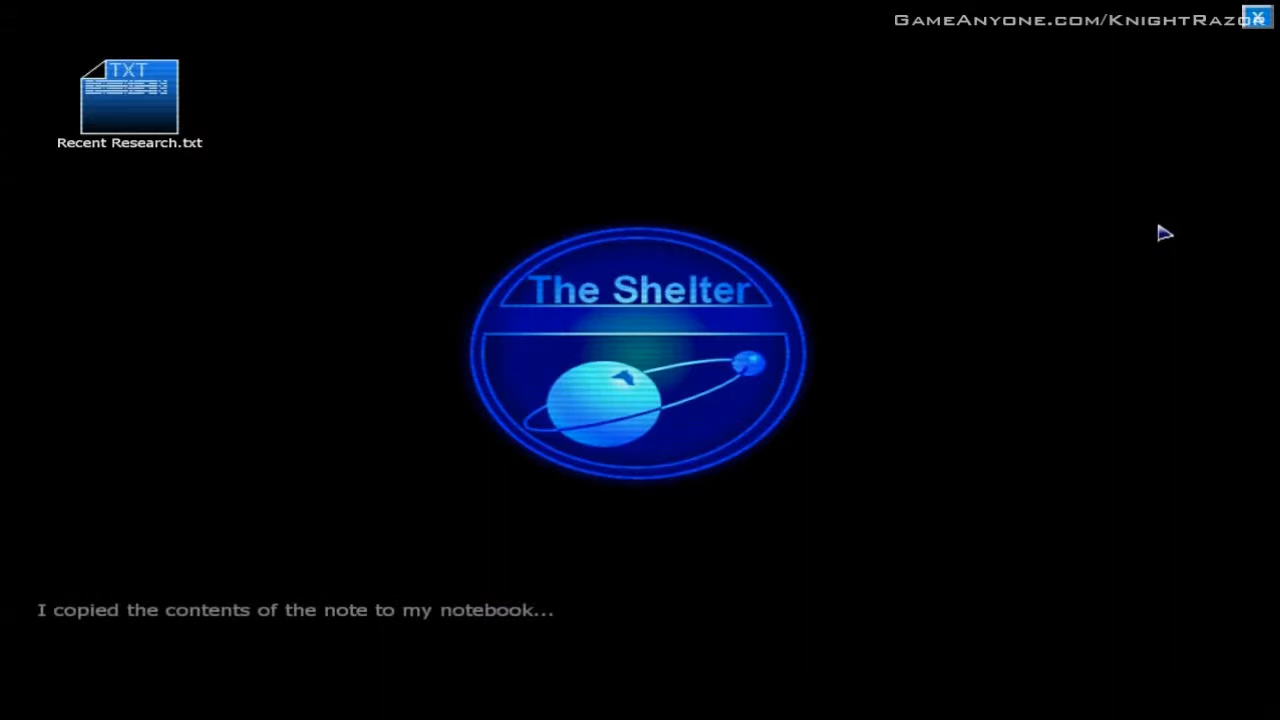 GameAnyone.com/KnightRazor
TXT
Recent Research.txt
The Shelter
I copied the contents of the note to my notebook...